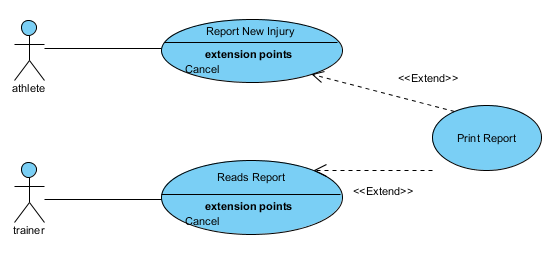 Report New Injury
extension points
Cancel
athlete
<<Extend>>
Print Report
Reads Report
extension points
Cancel
<<Extend>>
trainer